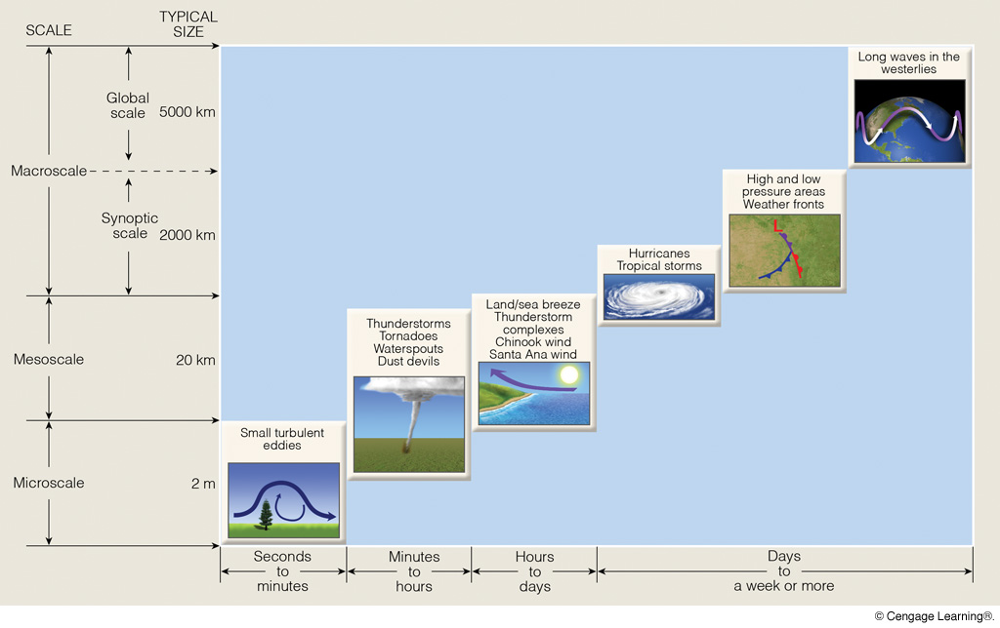 SCALE
TYPICAL
SIZE
Global
scale
5000 km
Macroscale
Synoptic
scale
2000 km
Mesoscale
20 km
Microscale
2 m
Small turbulent
eddies
Thunderstorms
Tornadoes
Waterspouts
Dust devils
Land/sea breeze
Thunderstorm
complexes
Chinook wind
Santa Ana wind
Hurricanes
Tropical storms
High and low
pressure areas
Weather fronts
L
Long waves in the
westerlies
Seconds
to
minutes
Minutes
to
hours
Hours
to
days
Days
to
a week or more
© Cengage Learning®.